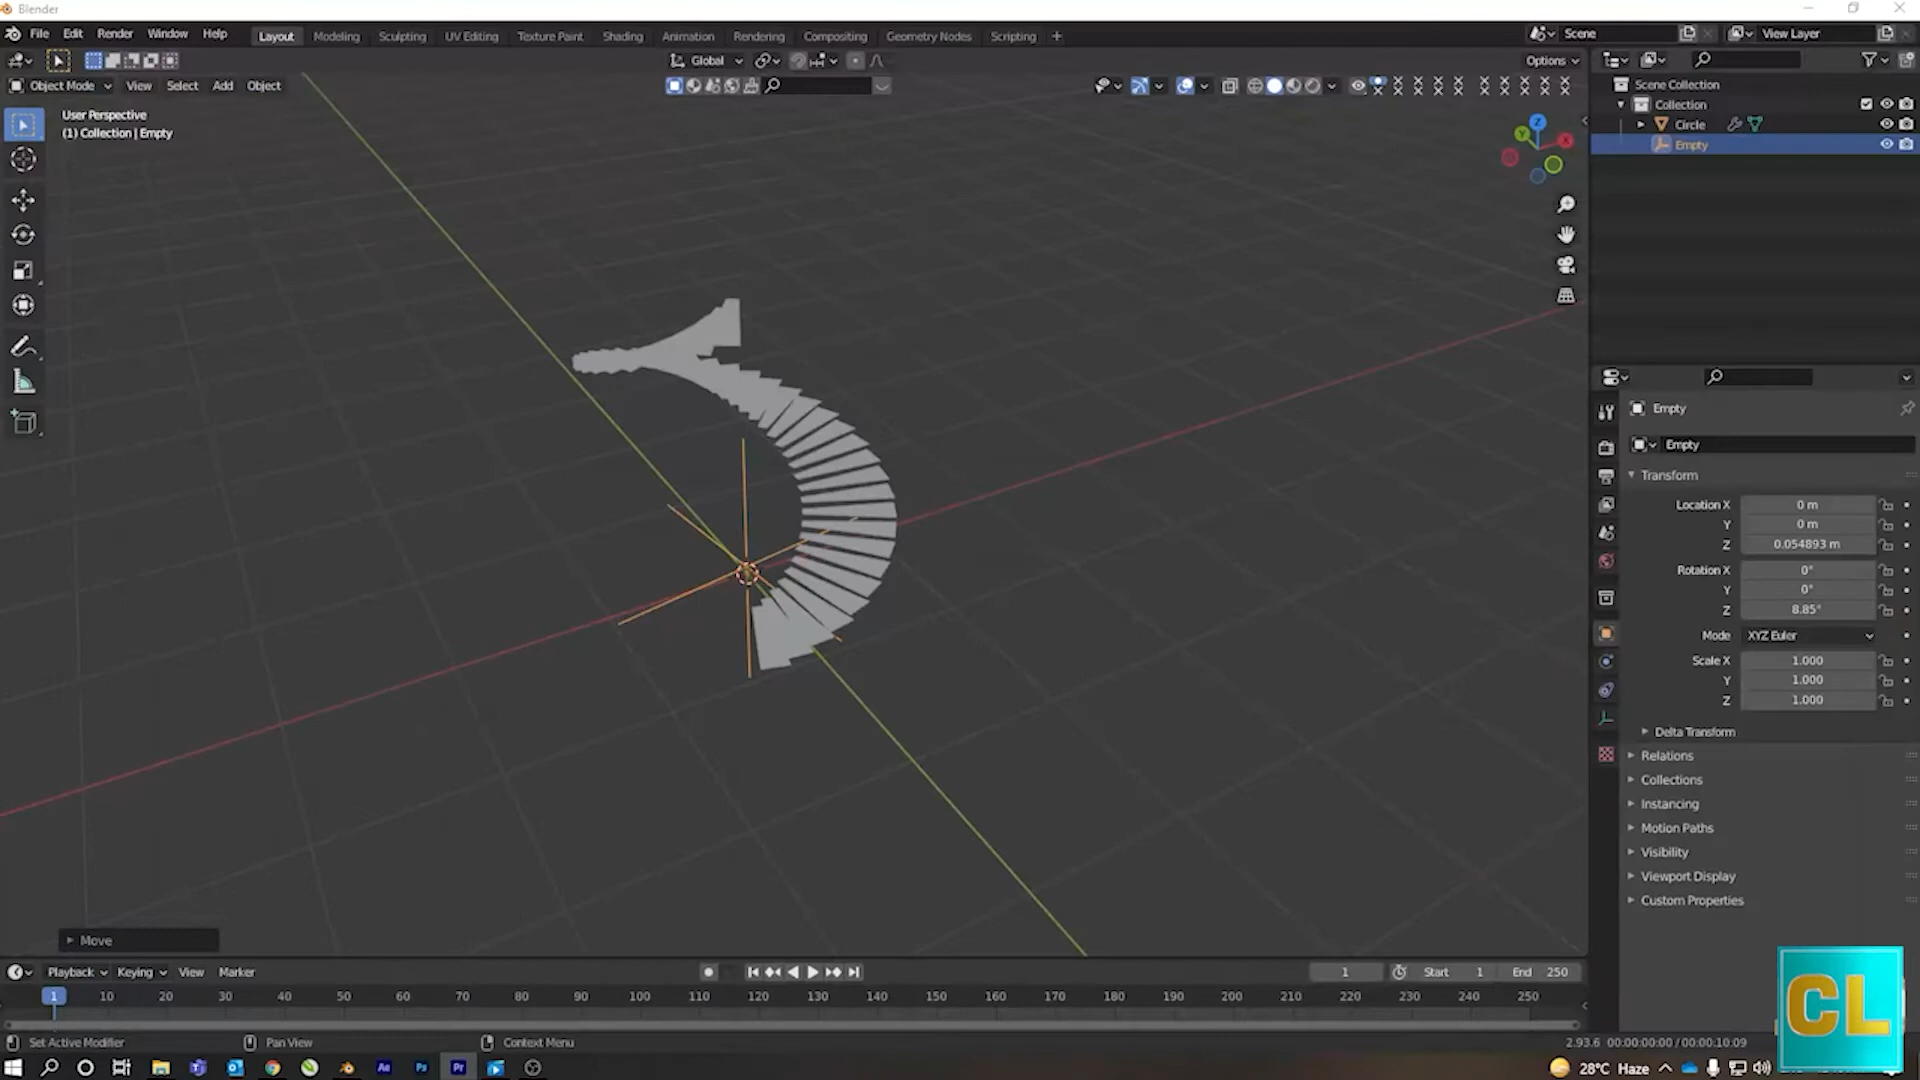 Blender
File Edit Render Window Help Layout Modeling Sculpting UV Editing Texture Paint Shading Animation Rendering Compositing Geometry Nodes Scripting + Scene View Layer
Global Options
Object Mode View Select Add Object
User Perspective
(1) Collection | Empty
Z
Y
X
Scene Collection
Collection
Circle
Empty
Empty
Empty
Transform
Location X 0 m
Y 0 m
Z 0.054893 m
Rotation X 0°
Y 0°
Z 8.85°
Mode XYZ Euler
Scale X 1.000
Y 1.000
Z 1.000
Delta Transform
Relations
Collections
Instancing
Motion Paths
Visibility
Viewport Display
Custom Properties
Move
Playback Keying View Marker 1 Start 1 End 250
1 10 20 30 40 50 60 70 80 90 100 110 120 130 140 150 160 170 180 190 200 210 220 230 240 250
Set Active Modifier Pan View Context Menu 2.93.6 00:00:00:00 / 00:00:10:09
CL
Ae Ps Pr 28°C Haze